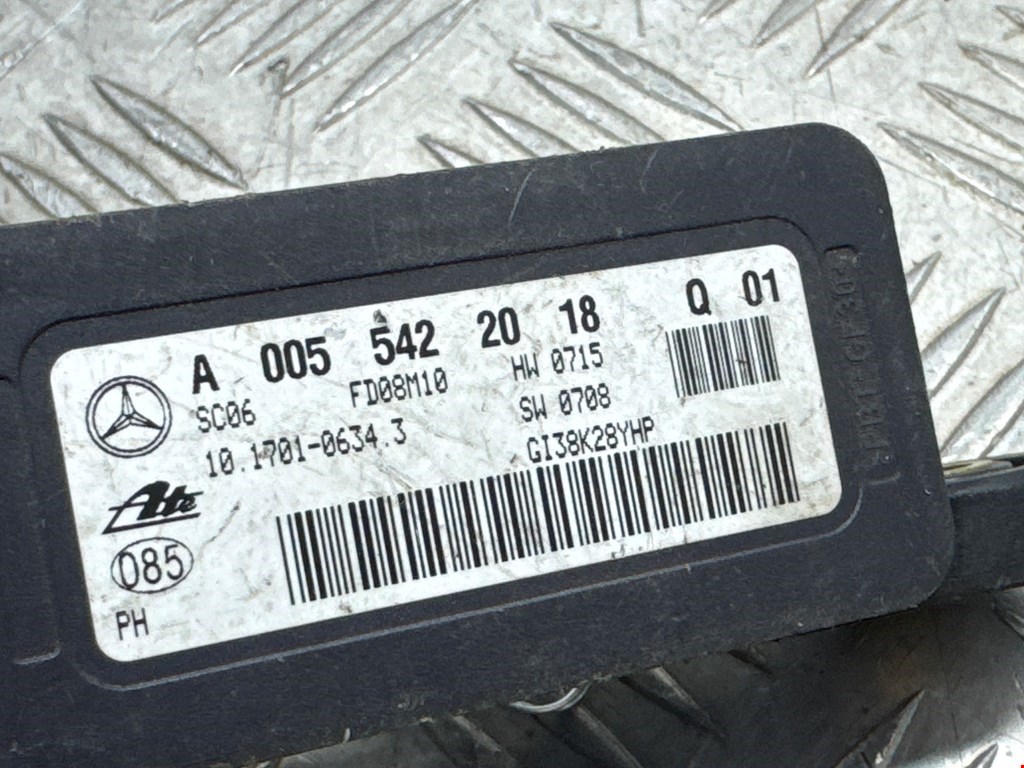 A 005 542 20 18 Q 01
SC06 FD08M10 HW 0715
10.1701-0634.3 SW 0708
GI38K28YHP
Ate
085
PH